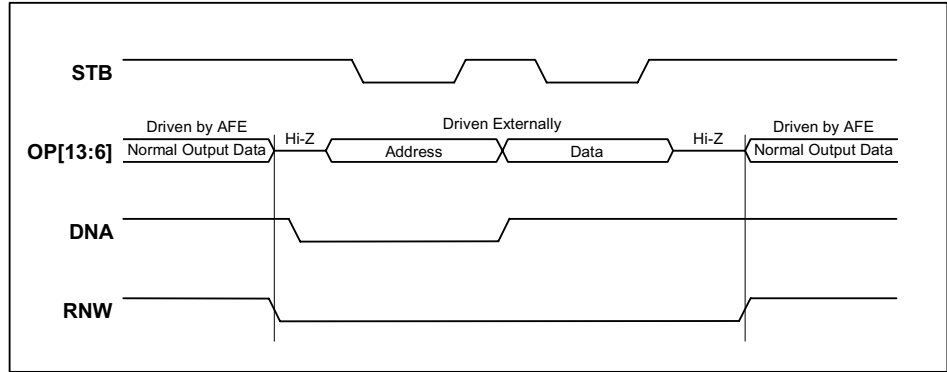 STB
Driven by AFE
Driven Externally
Driven by AFE
OP[13:6]
Normal Output Data
Hi-Z
Address
Data
Hi-Z
Normal Output Data
DNA
RNW